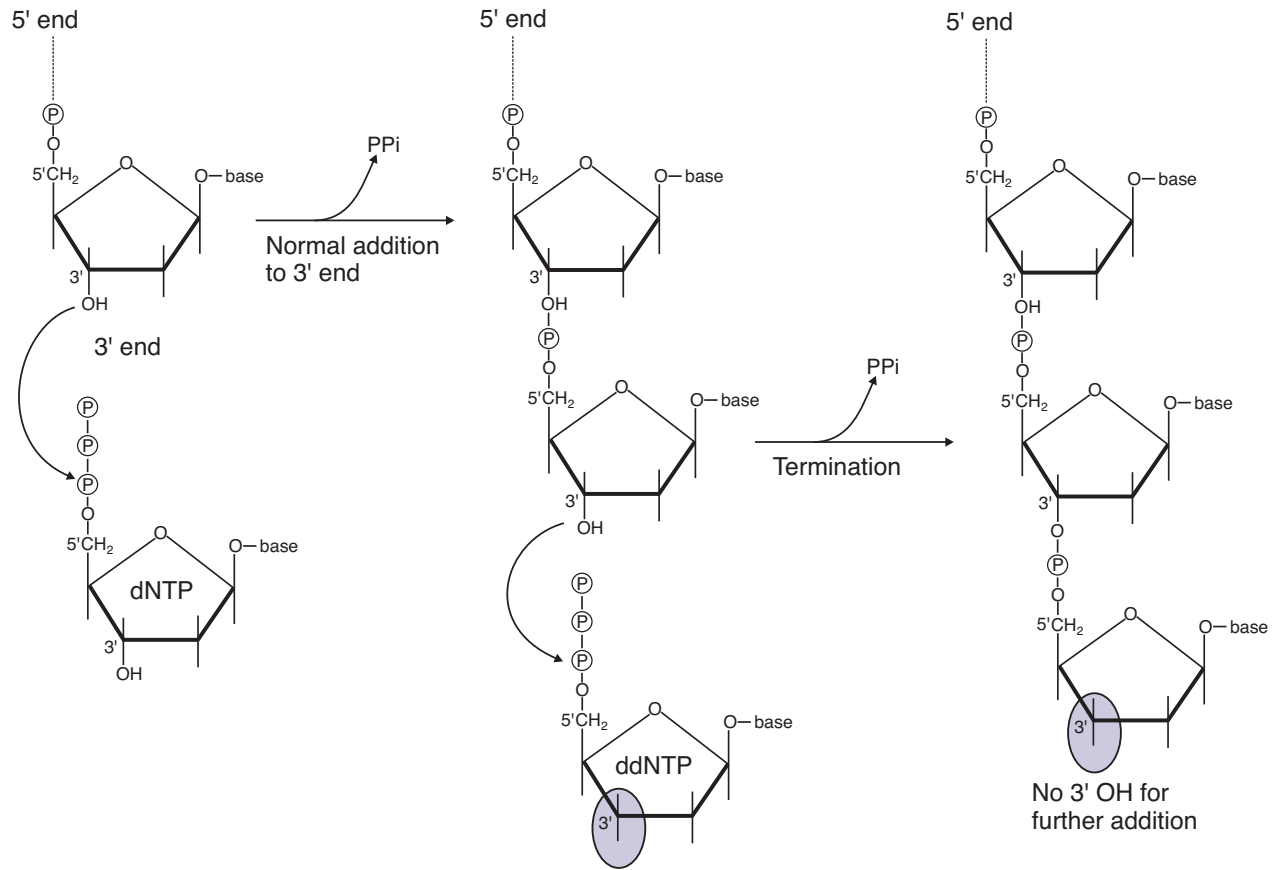 5' end
P
O
5'CH2
O
O–base
3'
OH
3' end
P
P
P
O
5'CH2
O
O–base
dNTP
3'
OH
PPi
Normal addition
to 3' end
5' end
P
O
5'CH2
O
O–base
3'
OH
P
O
5'CH2
O
O–base
3'
OH
P
P
P
O
5'CH2
O
O–base
ddNTP
3'
PPi
Termination
5' end
P
O
5'CH2
O
O–base
3'
OH
P
O
5'CH2
O
O–base
3'
O
P
O
5'CH2
O
O–base
3'
No 3' OH for
further addition